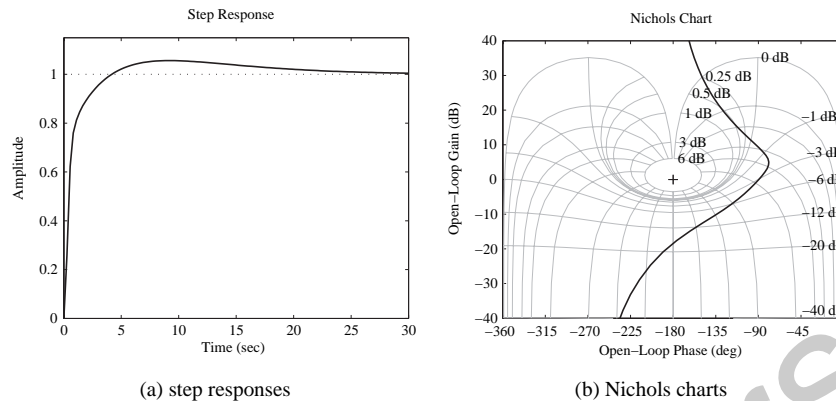 Step Response
1
0.8
0.6
0.4
0.2
0
Amplitude
0 5 10 15 20 25 30
Time (sec)
(a) step responses
Nichols Chart
40
30
20
10
0
−10
−20
−30
−40
Open−Loop Gain (dB)
0 dB
0.25 dB
0.5 dB
1 dB
−1 dB
3 dB
−3 dB
6 dB
−6 dB
−12 dB
−20 dB
−40 dB
−360 −315 −270 −225 −180 −135 −90 −45
Open−Loop Phase (deg)
(b) Nichols charts